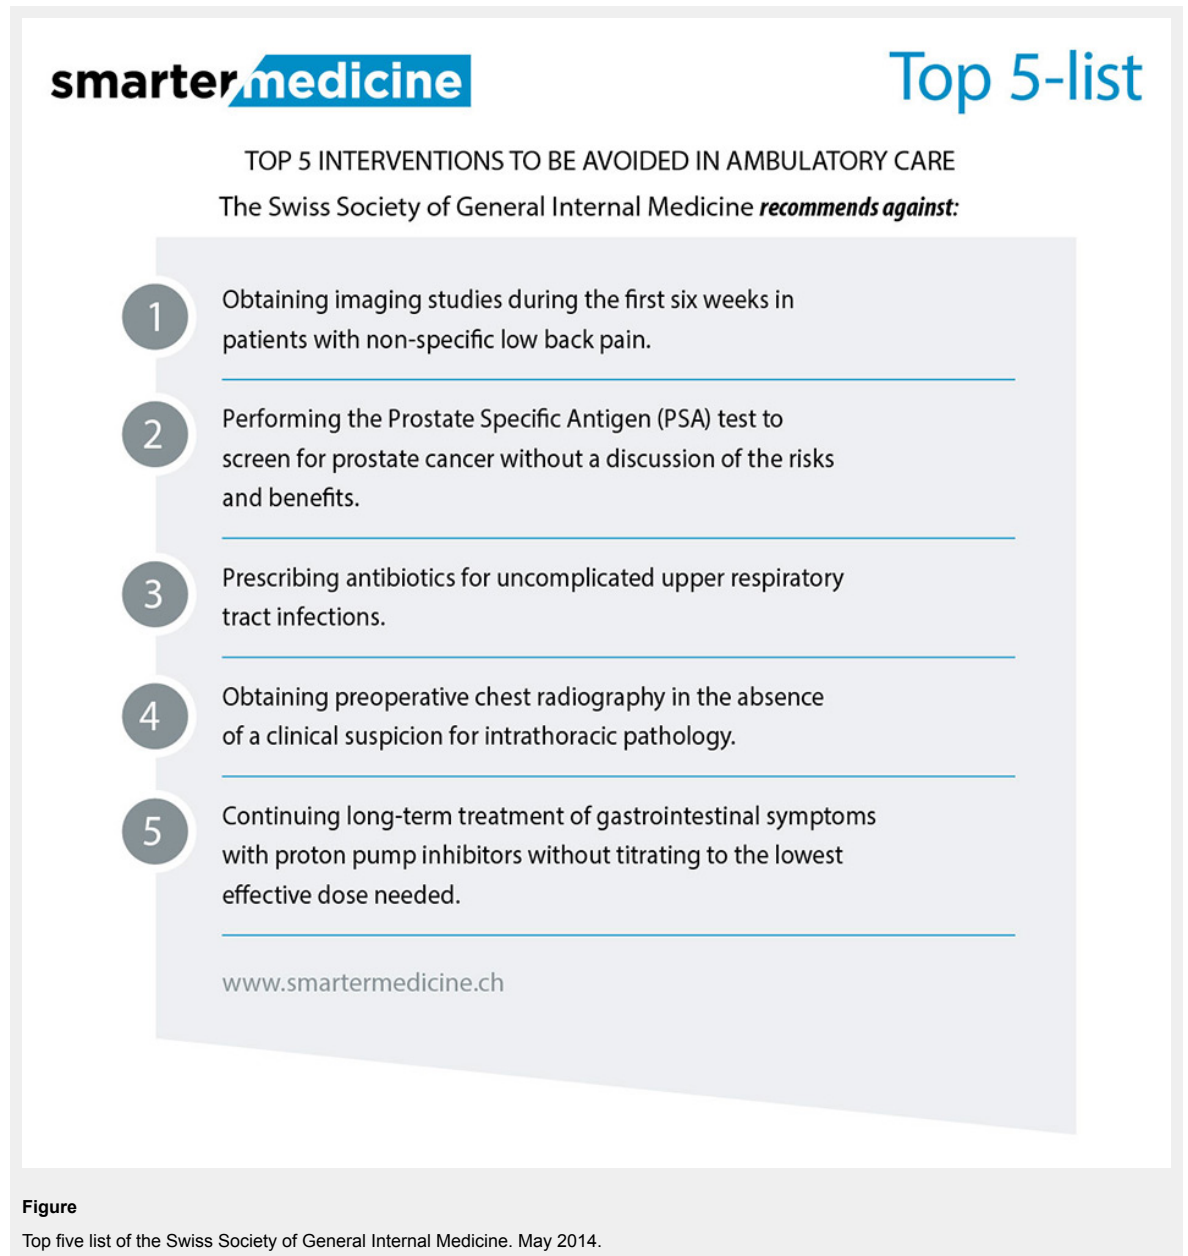 smartermedicine
Top 5-list
TOP 5 INTERVENTIONS TO BE AVOIDED IN AMBULATORY CARE
The Swiss Society of General Internal Medicine recommends against:
1
Obtaining imaging studies during the first six weeks in
patients with non-specific low back pain.
2
Performing the Prostate Specific Antigen (PSA) test to
screen for prostate cancer without a discussion of the risks
and benefits.
3
Prescribing antibiotics for uncomplicated upper respiratory
tract infections.
4
Obtaining preoperative chest radiography in the absence
of a clinical suspicion for intrathoracic pathology.
5
Continuing long-term treatment of gastrointestinal symptoms
with proton pump inhibitors without titrating to the lowest
effective dose needed.
www.smartermedicine.ch
Figure
Top five list of the Swiss Society of General Internal Medicine. May 2014.